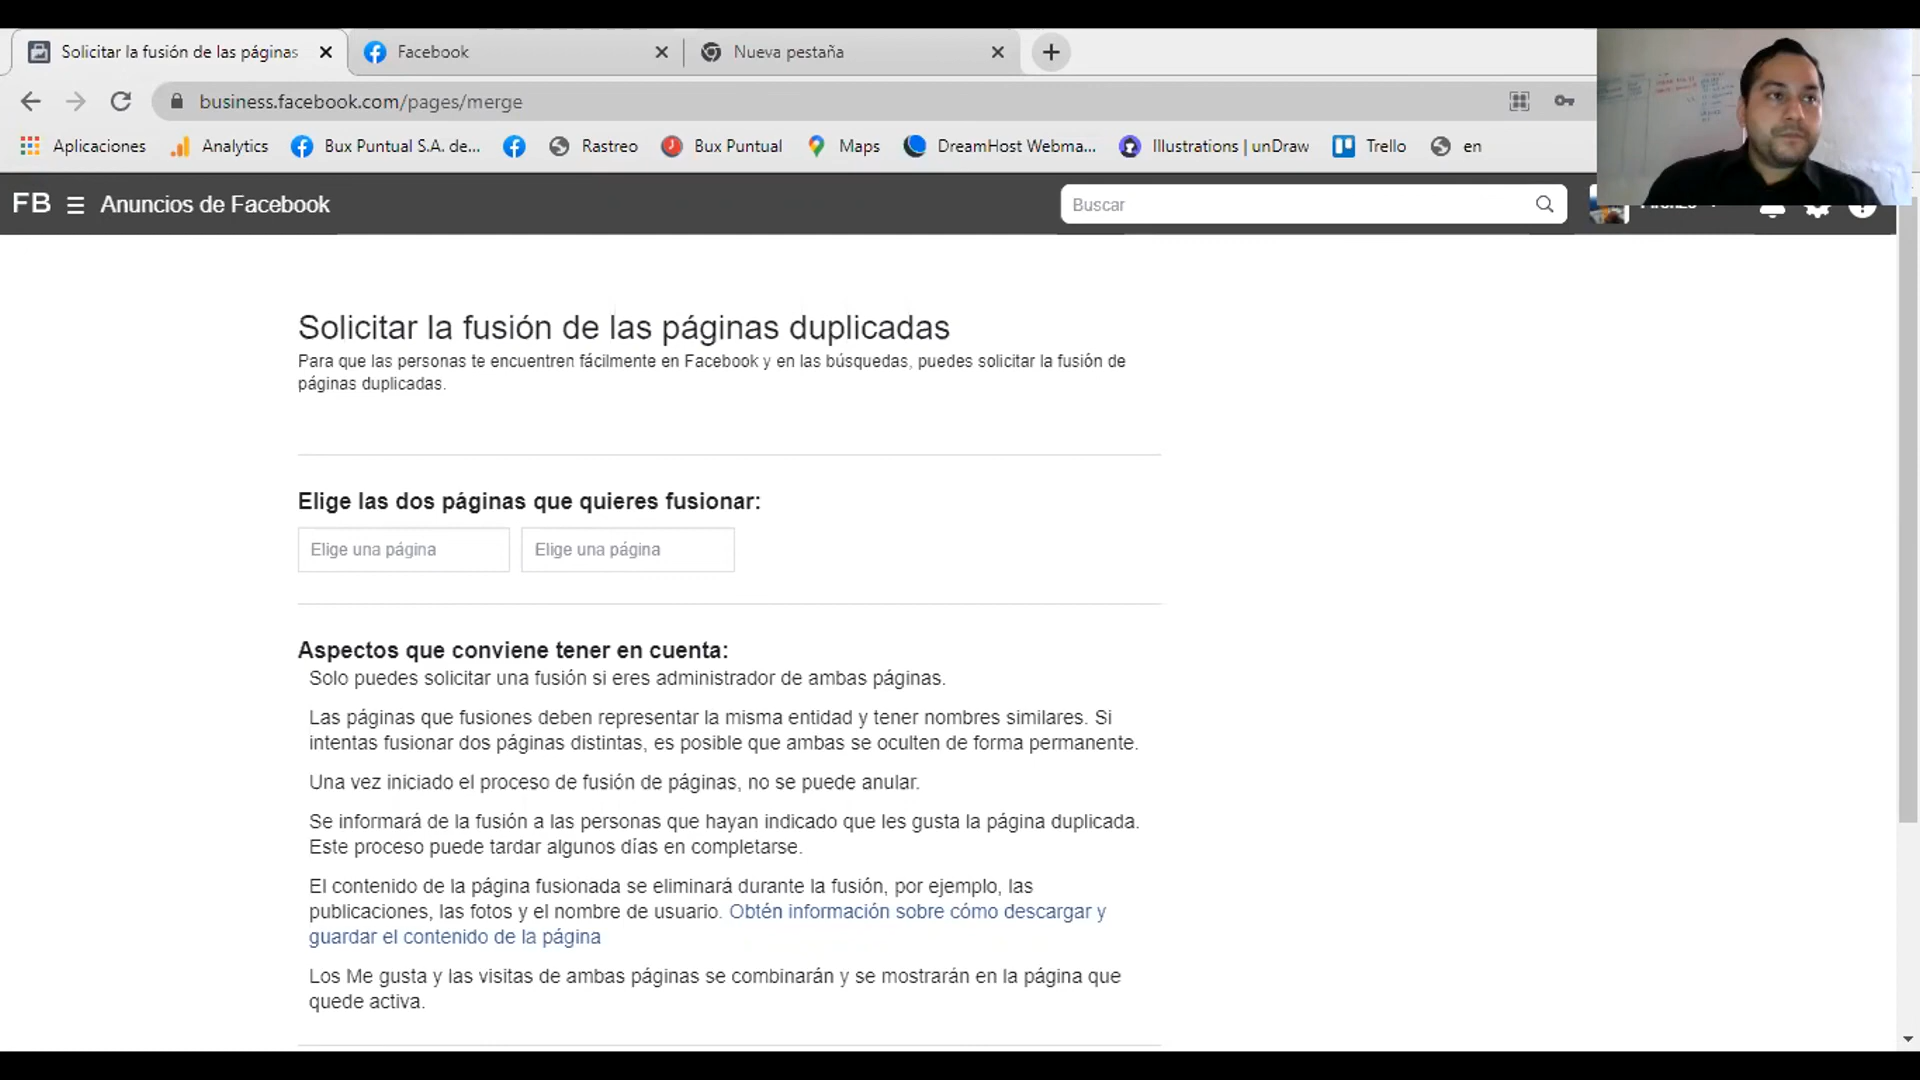 Solicitar la fusión de las páginas
Facebook
Nueva pestaña
business.facebook.com/pages/merge
Aplicaciones
Analytics
Bux Puntual S.A. de...
Rastreo
Bux Puntual
Maps
DreamHost Webma...
Illustrations | unDraw
Trello
en
FB
Anuncios de Facebook
Buscar
Solicitar la fusión de las páginas duplicadas
Para que las personas te encuentren fácilmente en Facebook y en las búsquedas, puedes solicitar la fusión de
páginas duplicadas.
Elige las dos páginas que quieres fusionar:
Elige una página
Elige una página
Aspectos que conviene tener en cuenta:
Solo puedes solicitar una fusión si eres administrador de ambas páginas.
Las páginas que fusiones deben representar la misma entidad y tener nombres similares. Si
intentas fusionar dos páginas distintas, es posible que ambas se oculten de forma permanente.
Una vez iniciado el proceso de fusión de páginas, no se puede anular.
Se informará de la fusión a las personas que hayan indicado que les gusta la página duplicada.
Este proceso puede tardar algunos días en completarse.
El contenido de la página fusionada se eliminará durante la fusión, por ejemplo, las
publicaciones, las fotos y el nombre de usuario. Obtén información sobre cómo descargar y
guardar el contenido de la página
Los Me gusta y las visitas de ambas páginas se combinarán y se mostrarán en la página que
quede activa.